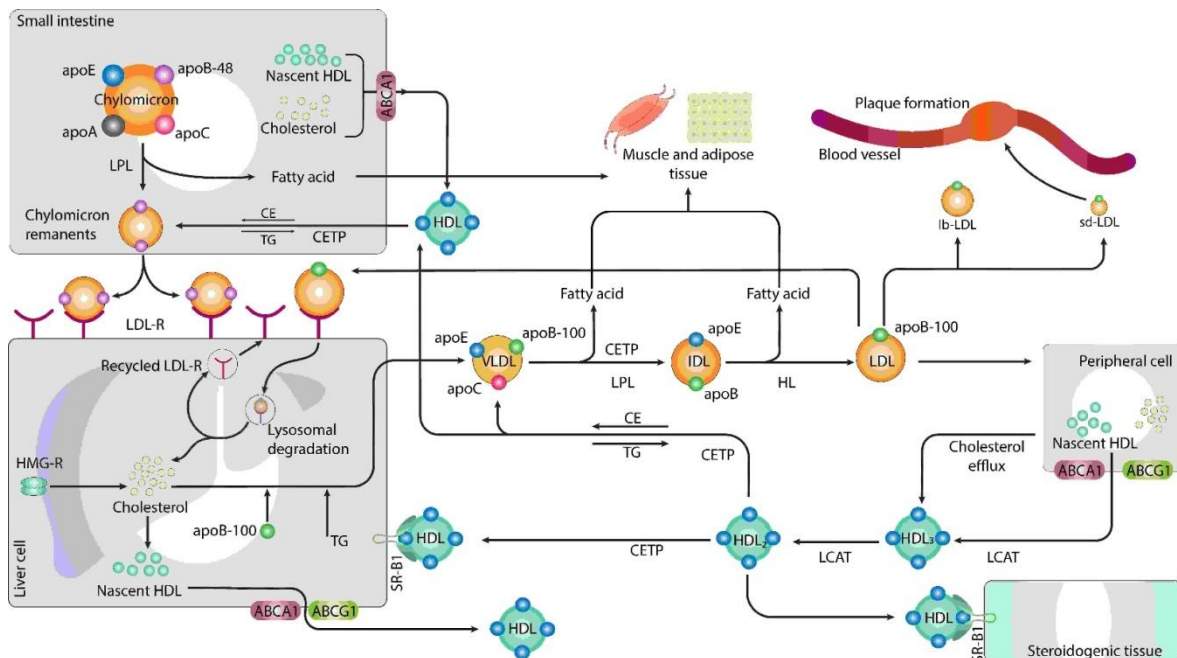 Small intestine
apoE
apoB-48
Chylomicron
apoA
apoC
Nascent HDL
Cholesterol
ABCA1
LPL
Fatty acid
Muscle and adipose
tissue
Plaque formation
Blood vessel
Chylomicron
remanents
CE
TG
CETP
HDL
lb-LDL
sd-LDL
LDL-R
Fatty acid
Fatty acid
Recycled LDL-R
Lysosomal
degradation
HMG-R
Cholesterol
apoB-100
TG
Nascent HDL
Liver cell
ABCA1
ABCG1
apoE
apoB-100
VLDL
apoC
CETP
LPL
apoE
IDL
apoB
HL
apoB-100
LDL
Peripheral cell
Nascent HDL
ABCA1
ABCG1
CE
TG
CETP
Cholesterol
efflux
SR-B1
HDL
CETP
HDL₂
LCAT
HDL₃
LCAT
HDL
HDL
SR-B1
Steroidogenic tissue